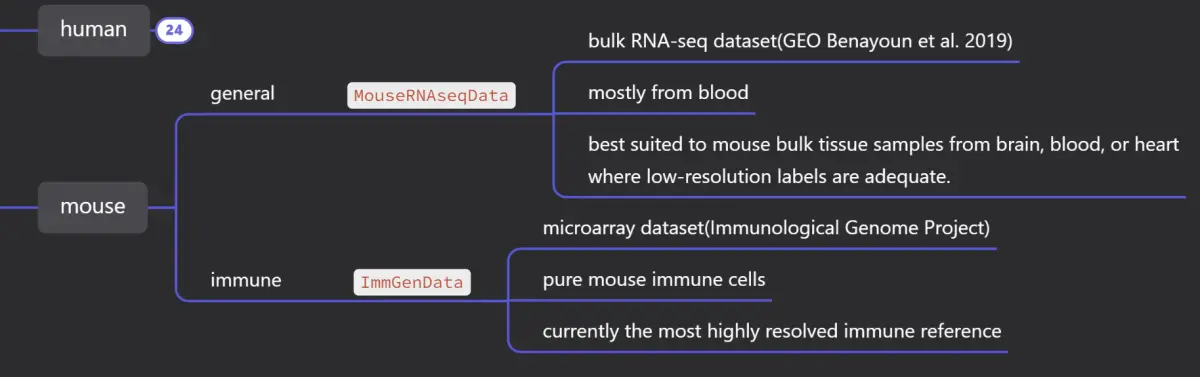 human
24
bulk RNA-seq dataset(GEO Benayoun et al. 2019)
general
MouseRNAseqData
mostly from blood
best suited to mouse bulk tissue samples from brain, blood, or heart
where low-resolution labels are adequate.
mouse
microarray dataset(Immunological Genome Project)
immune
ImmGenData
pure mouse immune cells
currently the most highly resolved immune reference